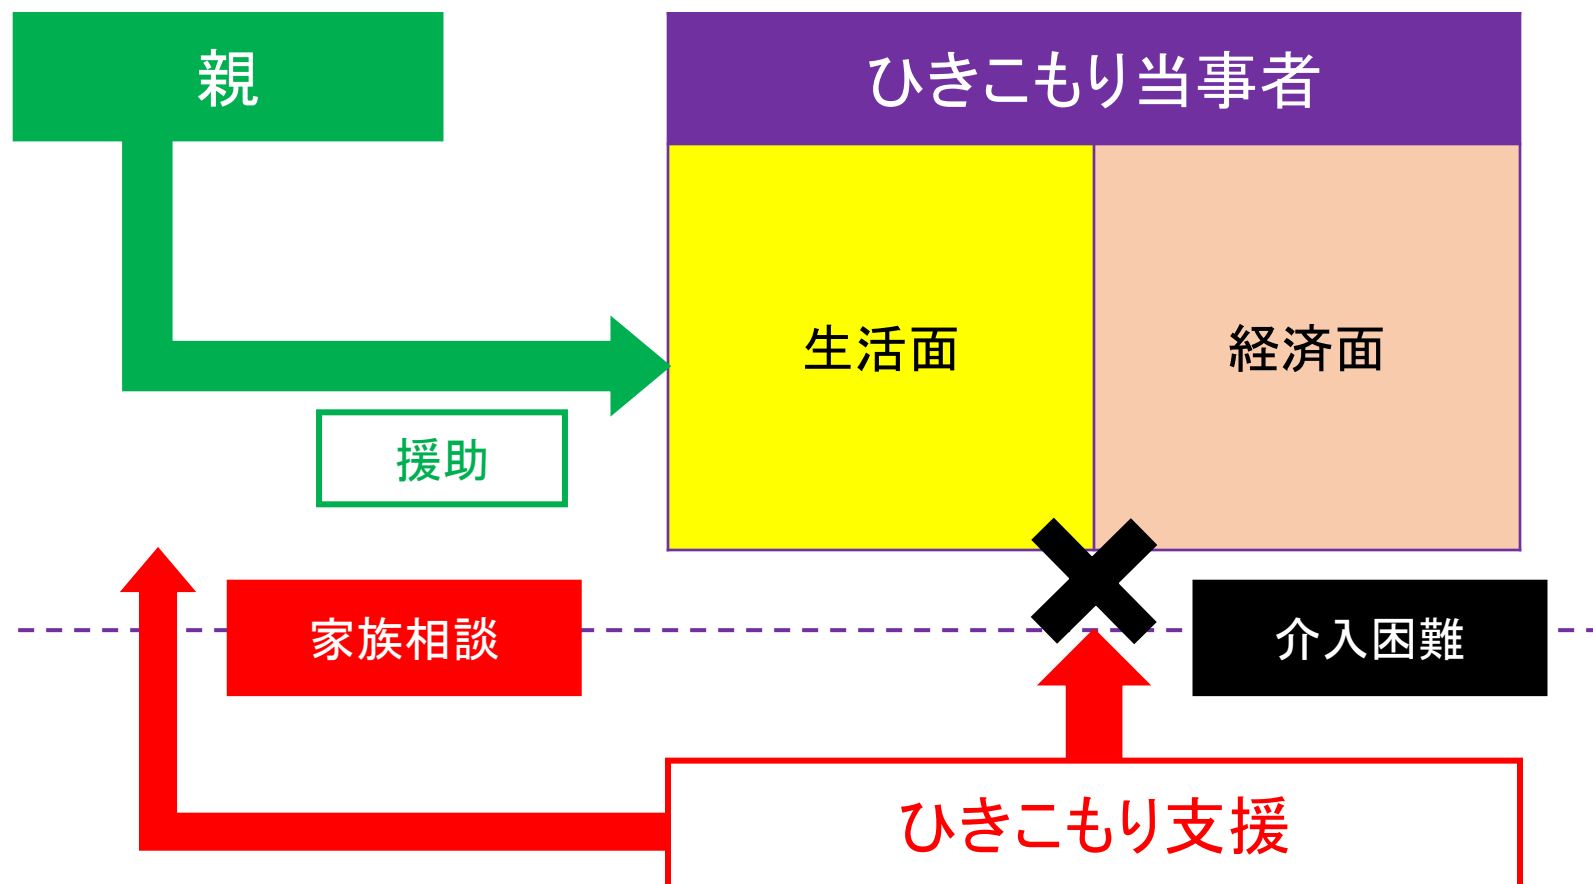 親
ひきこもり当事者
生活面
経済面
援助
家族相談
介入困難
ひきこもり支援